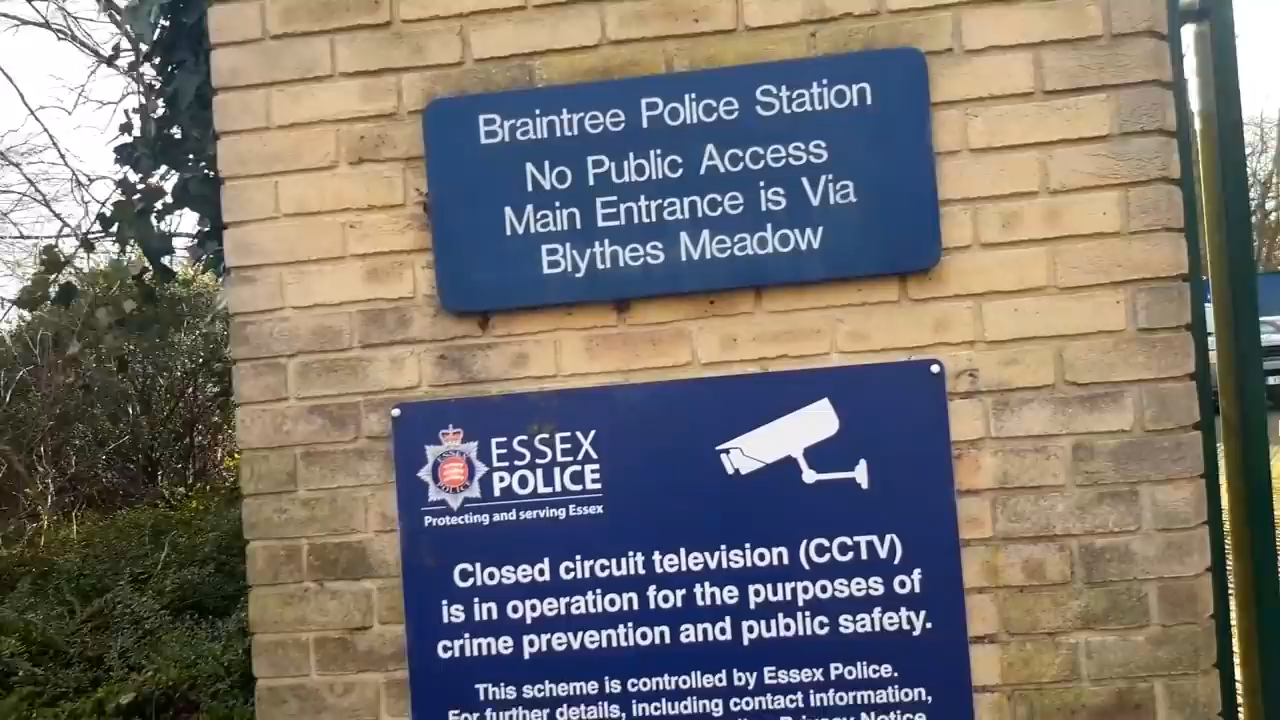 Braintree Police Station
No Public Access
Main Entrance is Via
Blythes Meadow
ESSEX
POLICE
Protecting and serving Essex
Closed circuit television (CCTV)
is in operation for the purposes of
crime prevention and public safety.
This scheme is controlled by Essex Police.
For further details, including contact information,
Privacy Notice